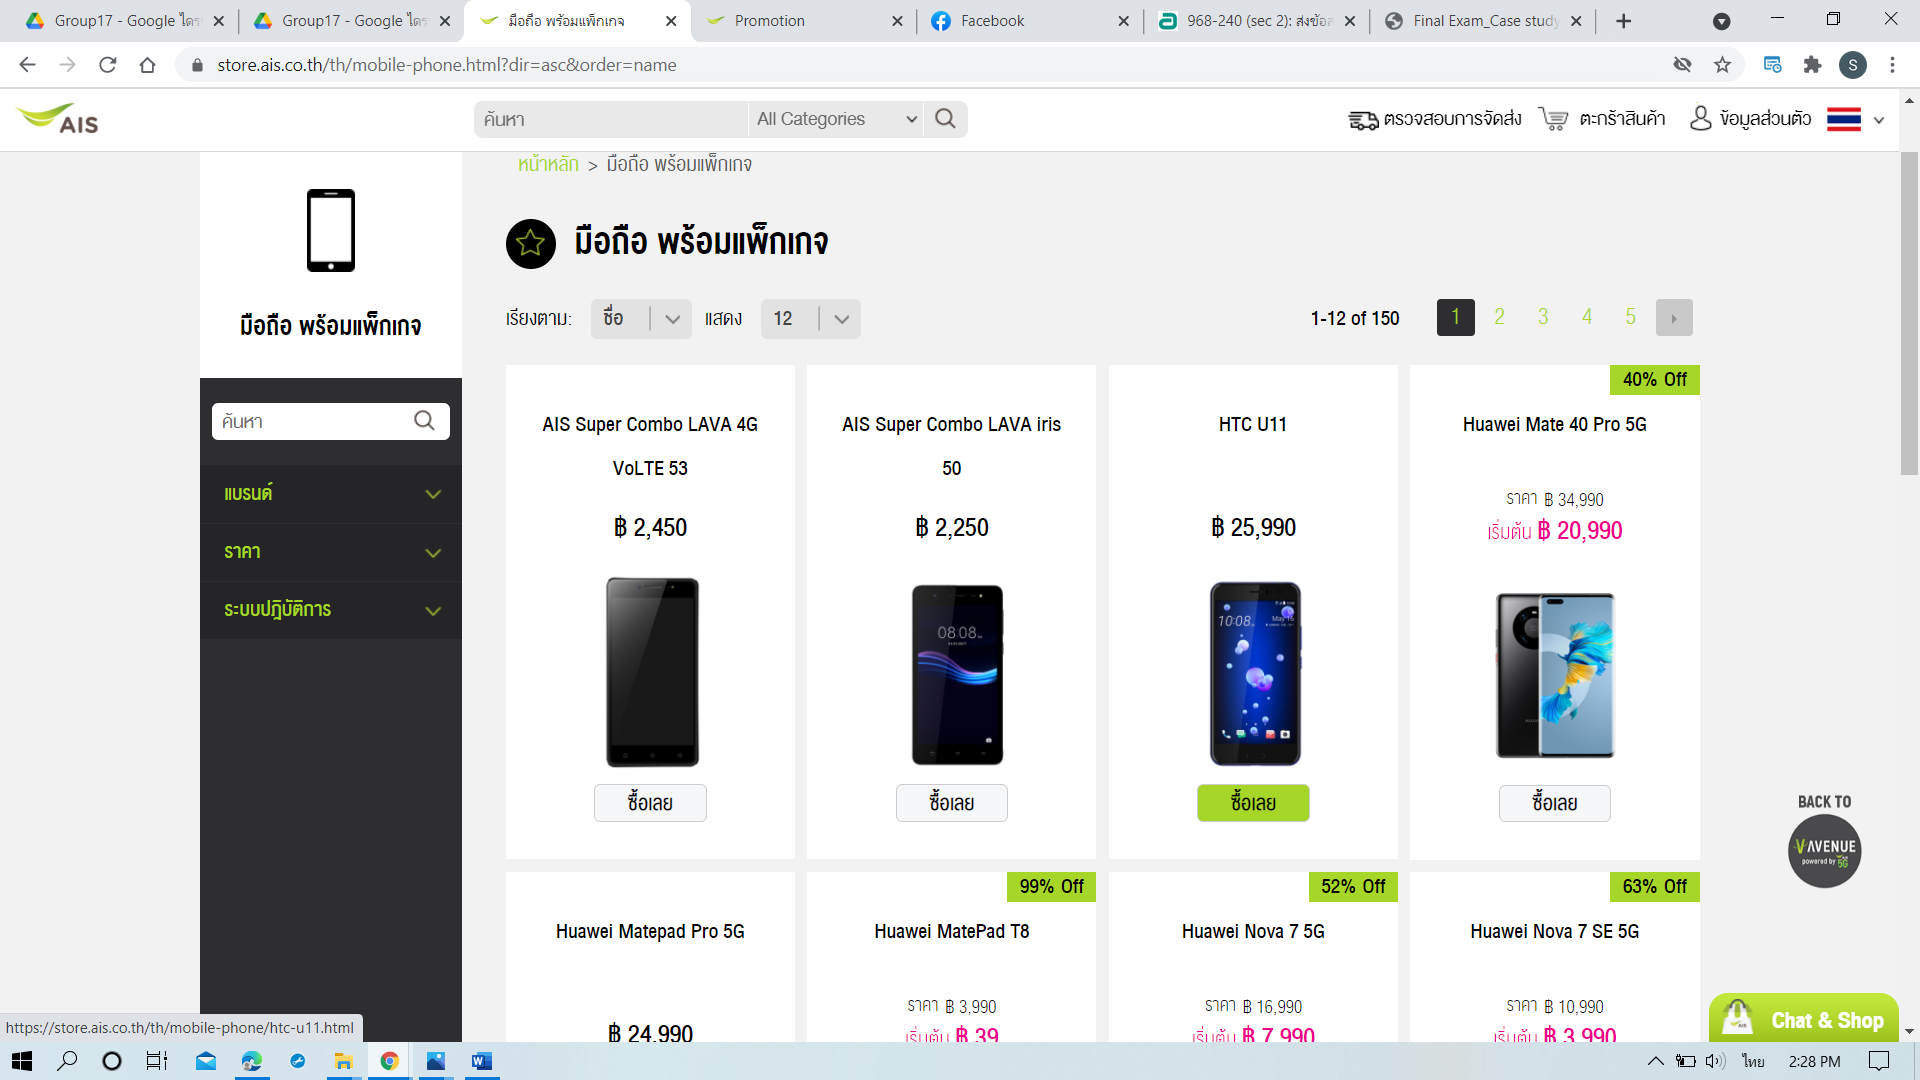 Group17 - Google ไดร
Group17 - Google ไดร
มือถือ พร้อมแพ็กเกจ
Promotion
Facebook
968-240 (sec 2): ส่งข้อส
Final Exam_Case study
store.ais.co.th/th/mobile-phone.html?dir=asc&order=name
S
AIS
ค้นหา
All Categories
ตรวจสอบการจัดส่ง
ตะกร้าสินค้า
ข้อมูลส่วนตัว
หน้าหลัก > มือถือ พร้อมแพ็กเกจ
มือถือ พร้อมแพ็กเกจ
มือถือ พร้อมแพ็กเกจ
เรียงตาม: ชื่อ แสดง 12
1-12 of 150 1 2 3 4 5
ค้นหา
แบรนด์
ราคา
ระบบปฏิบัติการ
AIS Super Combo LAVA 4G
VoLTE 53
฿ 2,450
ซื้อเลย
AIS Super Combo LAVA iris
50
฿ 2,250
08:08
ซื้อเลย
HTC U11
฿ 25,990
10:08
ซื้อเลย
40% Off
Huawei Mate 40 Pro 5G
ราคา ฿ 34,990
เริ่มต้น ฿ 20,990
ซื้อเลย
Huawei Matepad Pro 5G
฿ 24,990
99% Off
Huawei MatePad T8
ราคา ฿ 3,990
เริ่มต้น ฿ 39
52% Off
Huawei Nova 7 5G
ราคา ฿ 16,990
เริ่มต้น ฿ 7,990
63% Off
Huawei Nova 7 SE 5G
ราคา ฿ 10,990
เริ่มต้น ฿ 3,990
BACK TO
V-AVENUE
powered by 5G
Chat & Shop
https://store.ais.co.th/th/mobile-phone/htc-u11.html
ไทย
2:28 PM